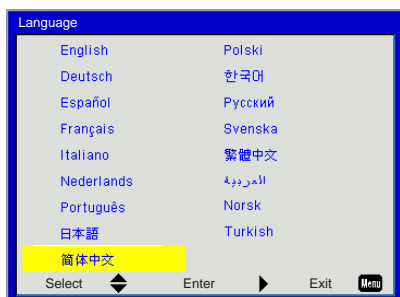 Language
English
Deutsch
Español
Français
Italiano
Nederlands
Português
日本語
简体中文
Polski
한국어
Русский
Svenska
繁體中文
العربية
Norsk
Turkish
Select Enter Exit Menu